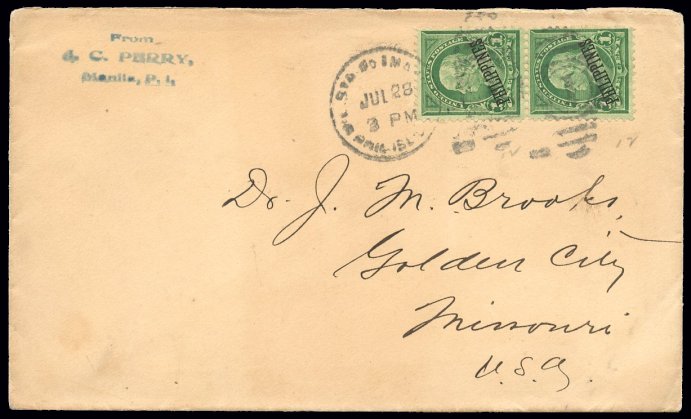 From
J. C. PERRY,
Manila, P. I.
JUL 28
3 PM
PHILIPPINES
PHILIPPINES
Dr. J. M. Brooks,
Golden City
Missouri
U.S.A.